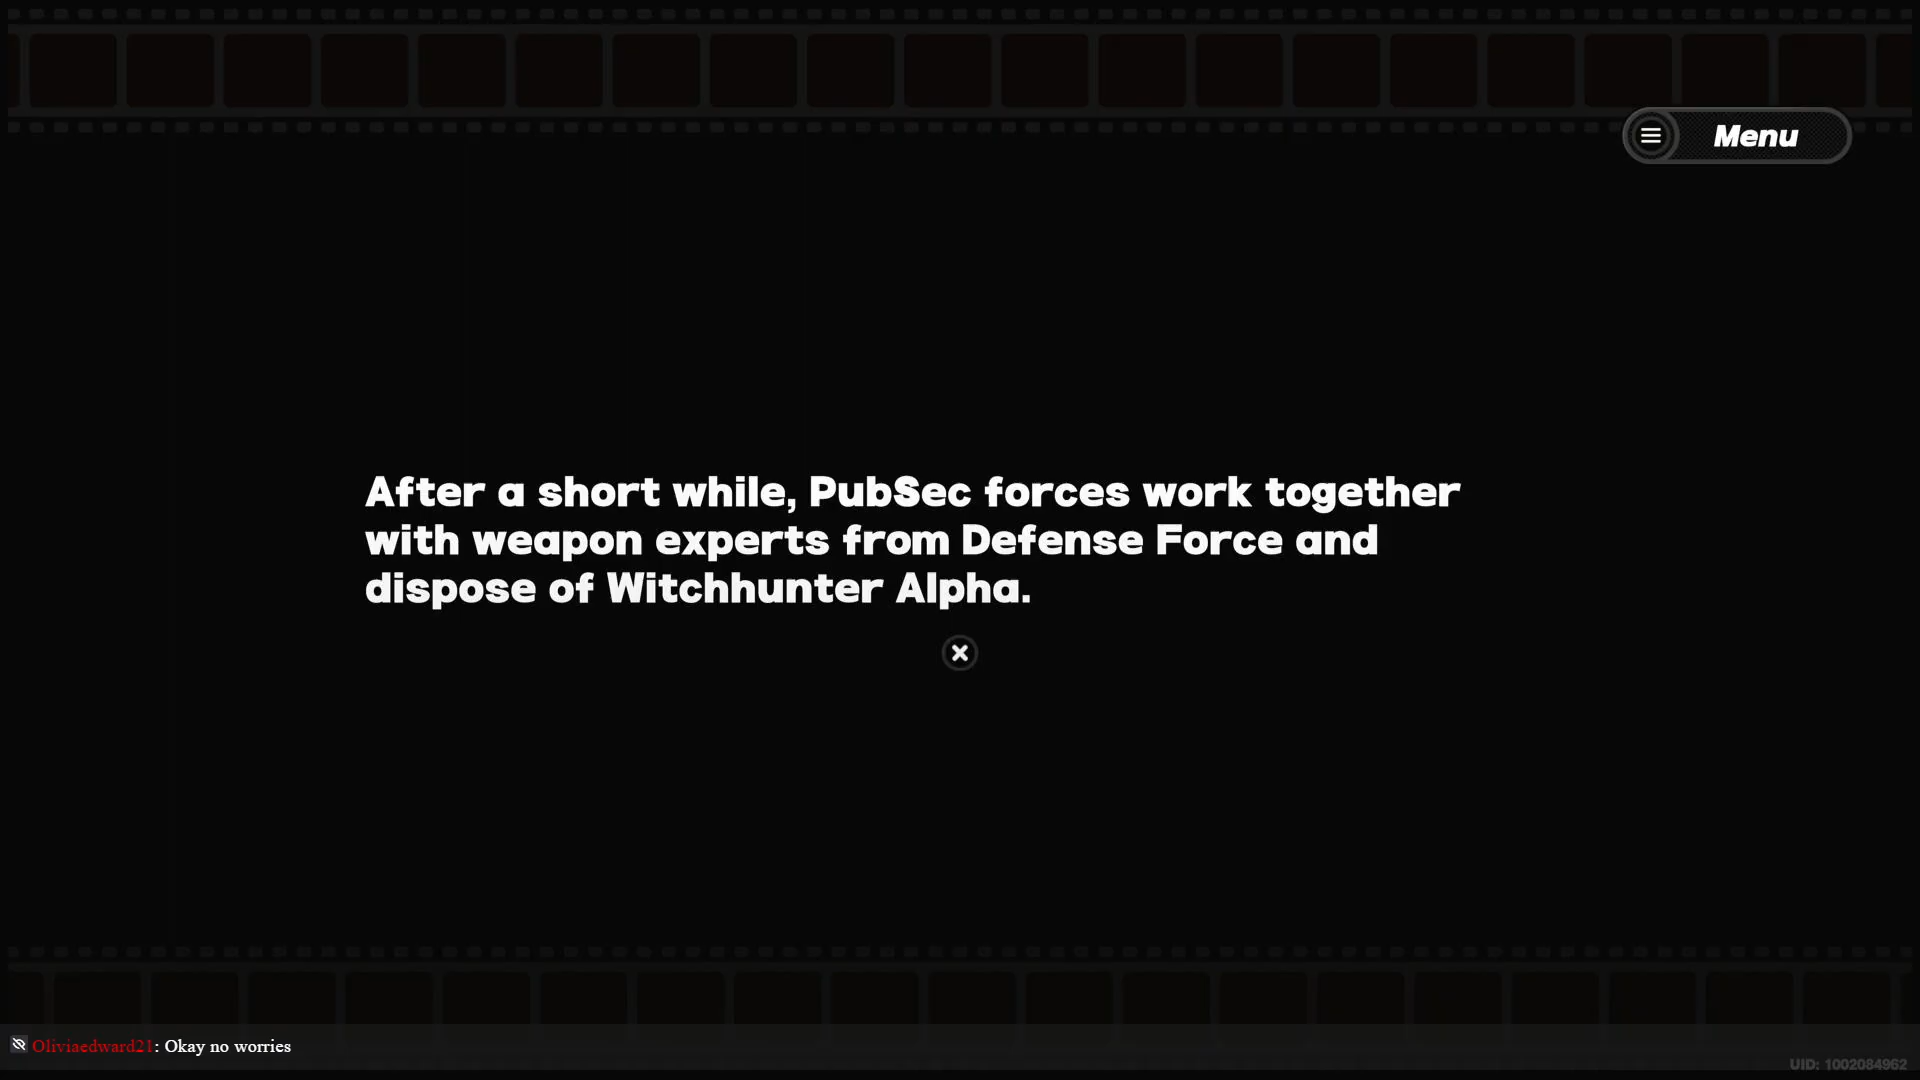 Menu
After a short while, PubSec forces work together
with weapon experts from Defense Force and
dispose of Witchhunter Alpha.
Oliviaedward21: Okay no worries
UID: 1002084962